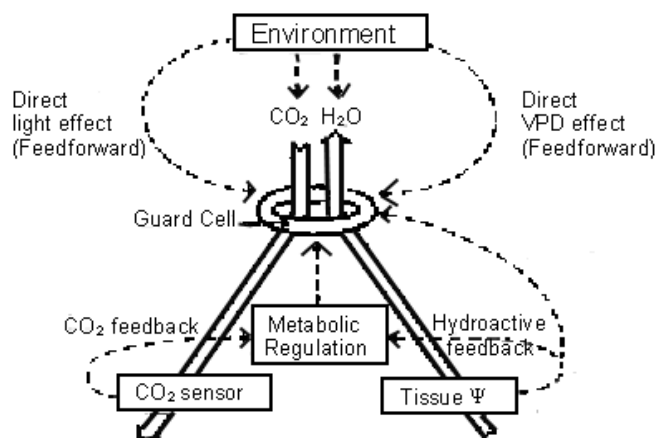 Environment
Direct
light effect
(Feedforward)
CO₂ H₂O
Direct
VPD effect
(Feedforward)
Guard Cell
CO₂ feedback
Metabolic
Regulation
Hydroactive
feedback
CO₂ sensor
Tissue Ψ